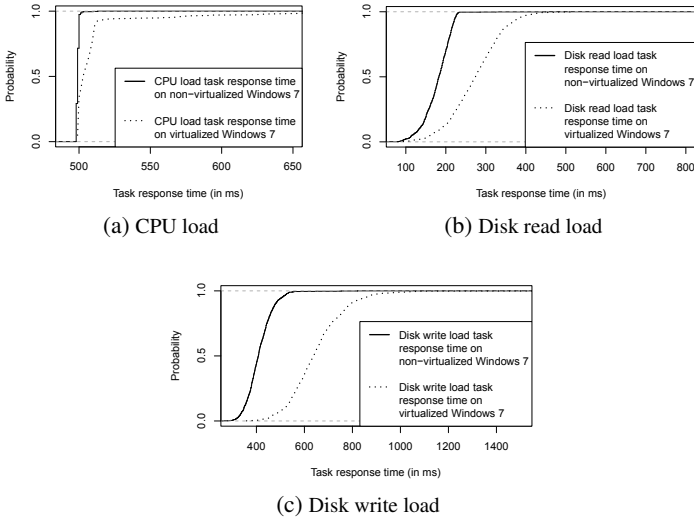 Probability
1.0
0.5
0.0
CPU load task response time
on non-virtualized Windows 7
CPU load task response time
on virtualized Windows 7
500 550 600 650
Task response time (in ms)
(a) CPU load
Probability
1.0
0.5
0.0
Disk read load task
response time on
non-virtualized Windows 7
Disk read load task
response time on
virtualized Windows 7
100 200 300 400 500 600 700 800
Task response time (in ms)
(b) Disk read load
Probability
1.0
0.5
0.0
Disk write load task
response time on
non-virtualized Windows 7
Disk write load task
response time on
virtualized Windows 7
400 600 800 1000 1200 1400
Task response time (in ms)
(c) Disk write load